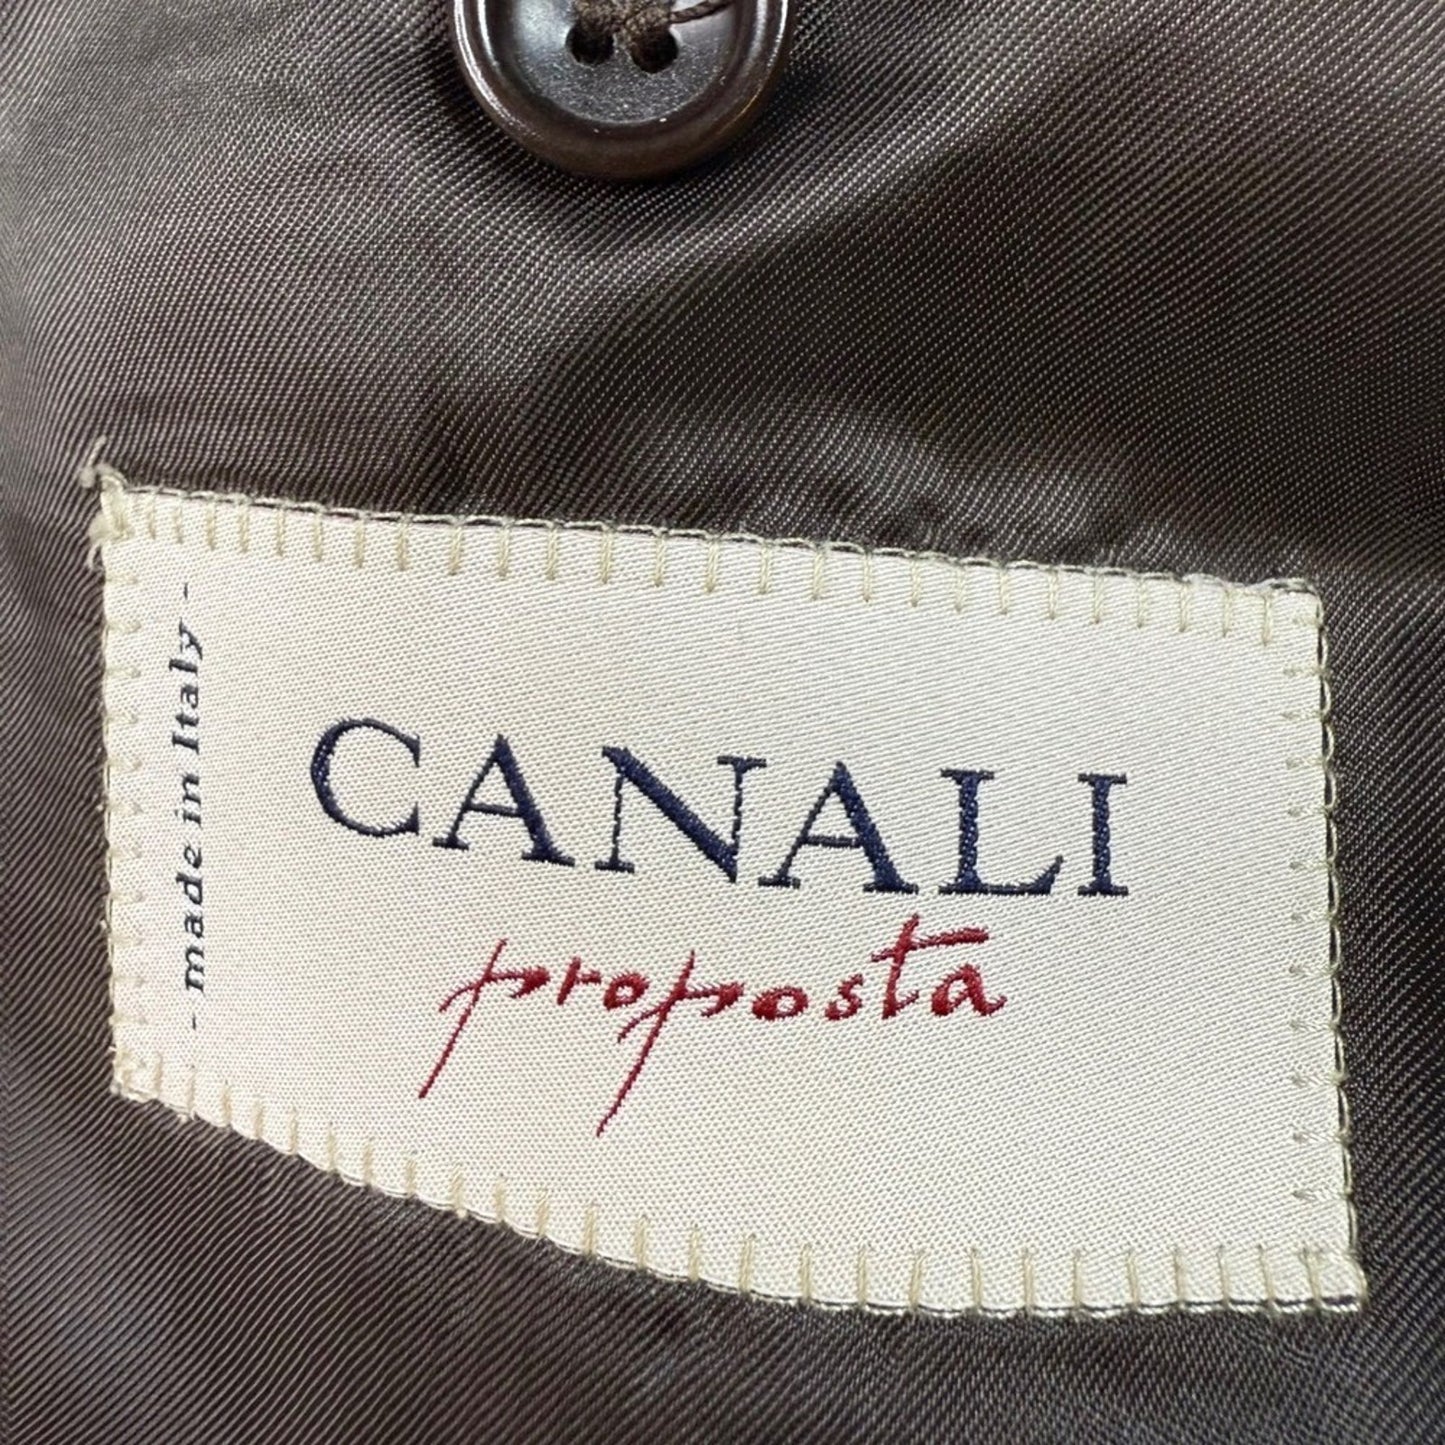 - made in Italy -
CANALI
proposta